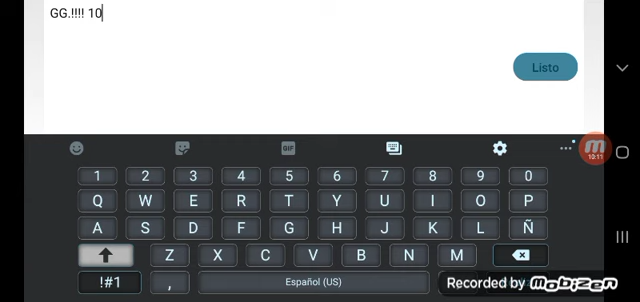 GG.!!!! 10
Listo
GIF
10:11
1 2 3 4 5 6 7 8 9 0
Q W E R T Y U I O P
A S D F G H J K L Ñ
Z X C V B N M
!#1 , Español (US)
Recorded by mobizen